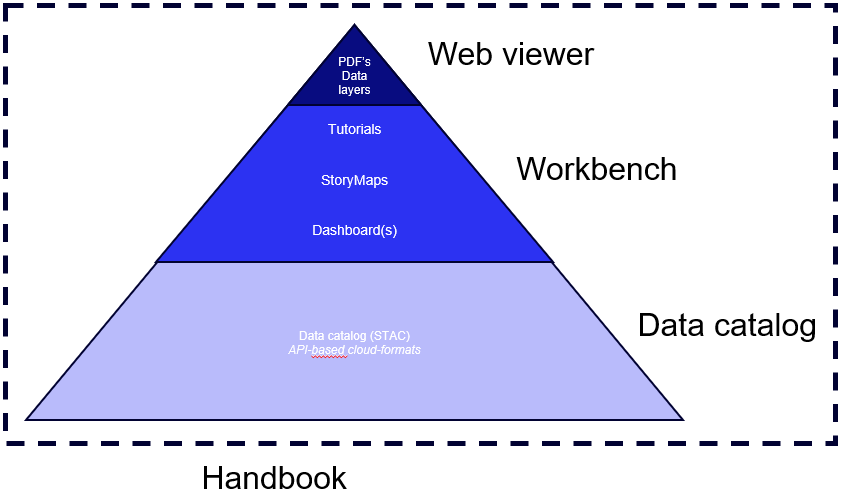 PDF's
Data
layers
Web viewer
Tutorials
StoryMaps
Dashboard(s)
Workbench
Data catalog (STAC)
API-based cloud-formats
Data catalog
Handbook